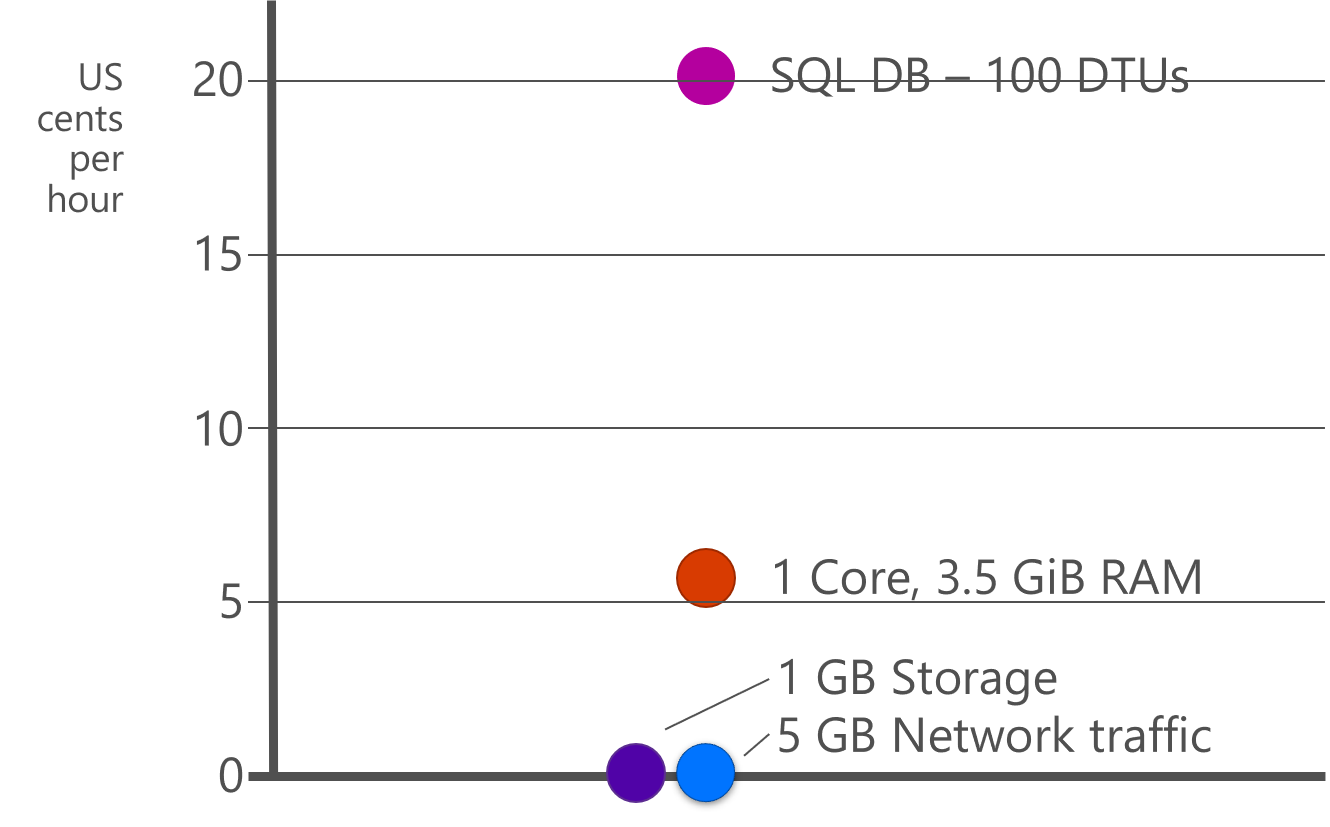 US
cents
per
hour
20
SQL DB – 100 DTUs
15
10
1 Core, 3.5 GiB RAM
5
1 GB Storage
5 GB Network traffic
0